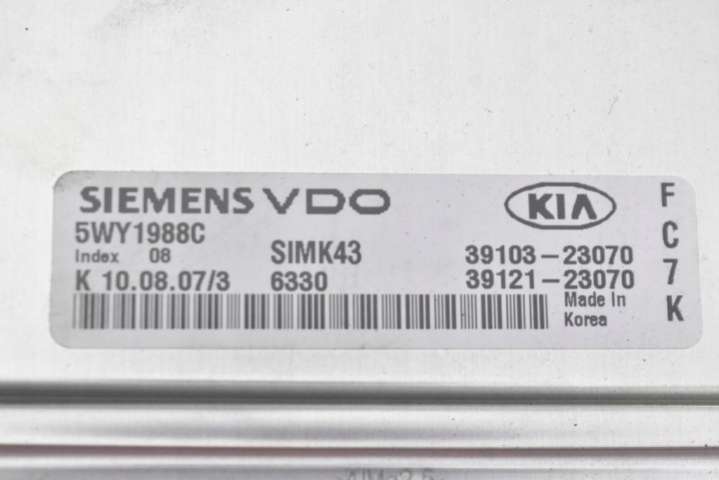 SIEMENS VDO
KIA
5WY1988C
Index 08 SIMK43 39103-23070
K 10.08.07/3 6330 39121-23070
Made In
Korea
F
C
7
K